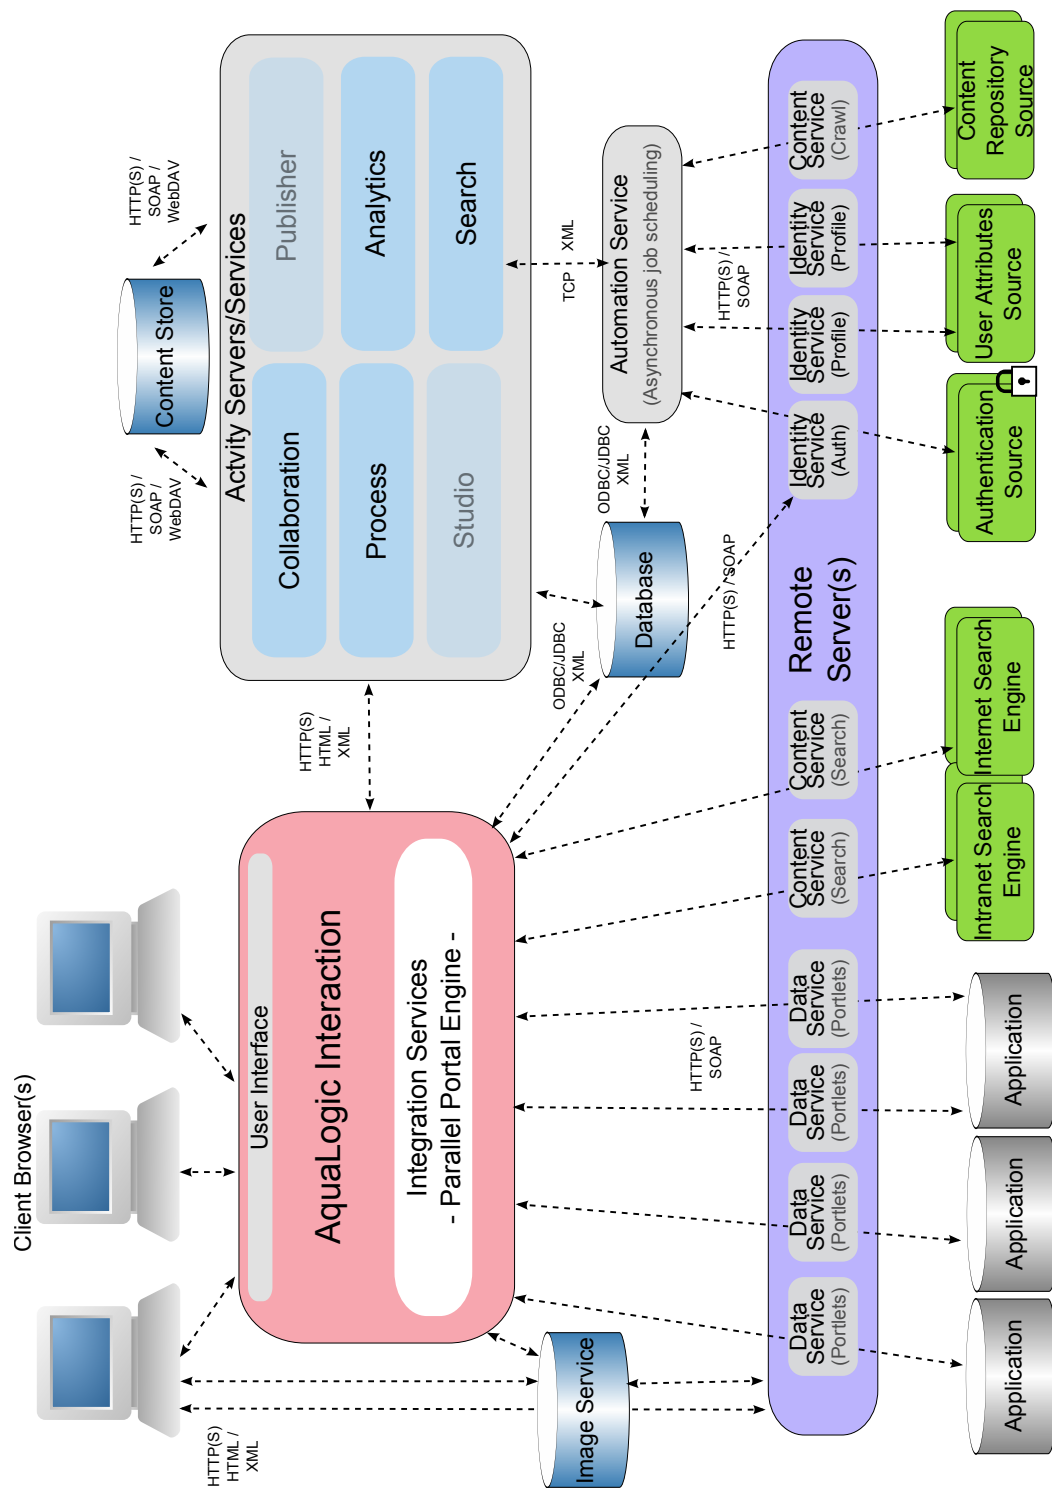 Client Browser(s)
HTTP(S)
HTML /
XML
User Interface
AquaLogic Interaction
Integration Services
- Parallel Portal Engine -
Image Service
HTTP(S)
HTML /
XML
HTTP(S) /
SOAP /
WebDAV
Content Store
HTTP(S) /
SOAP /
WebDAV
Actvity Servers/Services
Collaboration
Publisher
Process
Analytics
Studio
Search
ODBC/JDBC
XML
Database
ODBC/JDBC
XML
TCP
XML
Automation Service
(Asynchronous job scheduling)
HTTP(S) /
SOAP
HTTP(S) / SOAP
HTTP(S) /
SOAP
Data
Service
(Portlets)
Data
Service
(Portlets)
Data
Service
(Portlets)
Data
Service
(Portlets)
Content
Service
(Search)
Content
Service
(Search)
Remote
Server(s)
Identity
Service
(Auth)
Identity
Service
(Profile)
Identity
Service
(Profile)
Content
Service
(Crawl)
Application
Application
Application
Intranet Search
Engine
Internet Search
Engine
Authentication
Source
User Attributes
Source
Content
Repository
Source